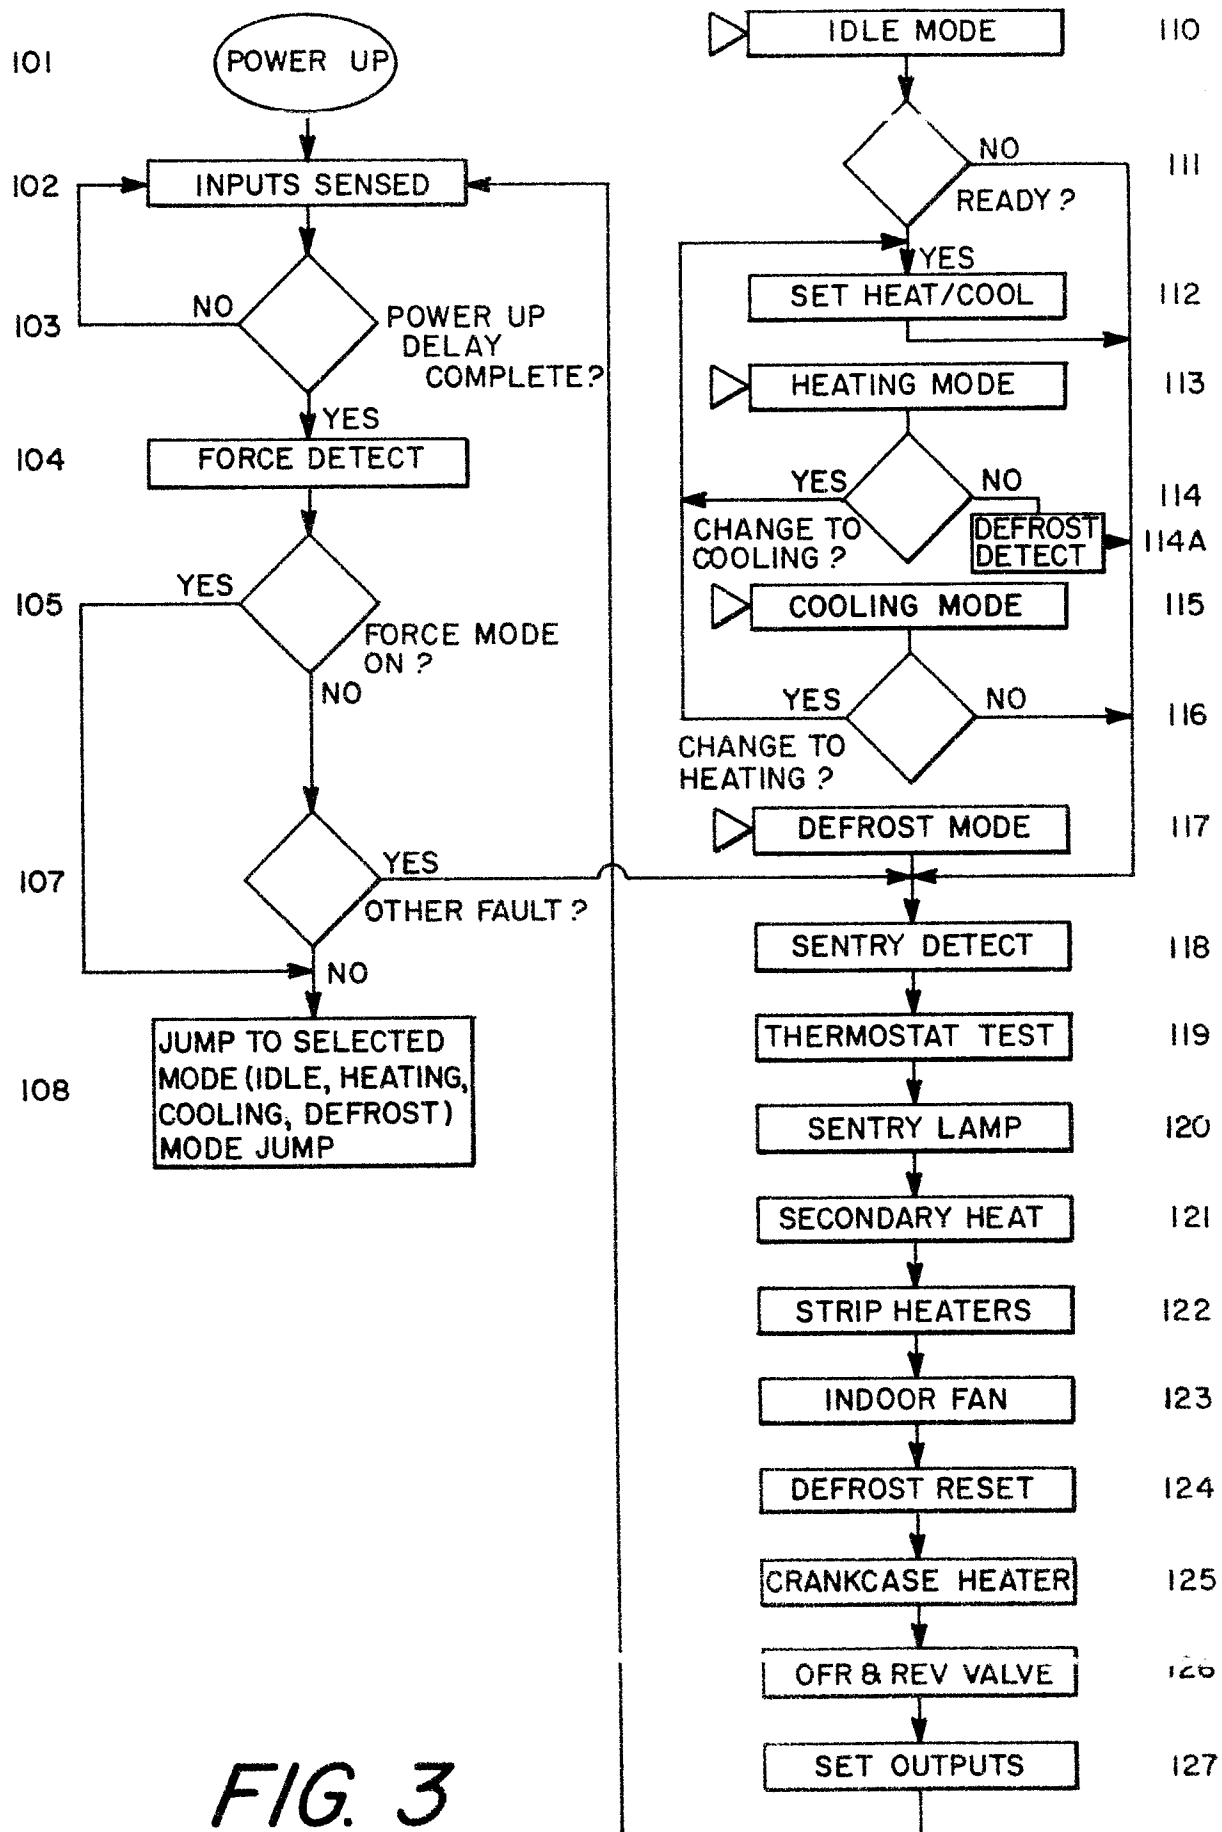 101
POWER UP
102
INPUTS SENSED
NO
103
POWER UP
DELAY
COMPLETE?
YES
104
FORCE DETECT
YES
105
FORCE MODE
ON?
NO
YES
107
OTHER FAULT?
NO
108
JUMP TO SELECTED
MODE (IDLE, HEATING,
COOLING, DEFROST)
MODE JUMP
IDLE MODE
110
NO
111
READY?
YES
SET HEAT/COOL
112
HEATING MODE
113
YES
NO
114
CHANGE TO
COOLING?
DEFROST
DETECT
114A
COOLING MODE
115
YES
NO
116
CHANGE TO
HEATING?
DEFROST MODE
117
SENTRY DETECT
118
THERMOSTAT TEST
119
SENTRY LAMP
120
SECONDARY HEAT
121
STRIP HEATERS
122
INDOOR FAN
123
DEFROST RESET
124
CRANKCASE HEATER
125
OFR & REV VALVE
126
SET OUTPUTS
127
FIG. 3